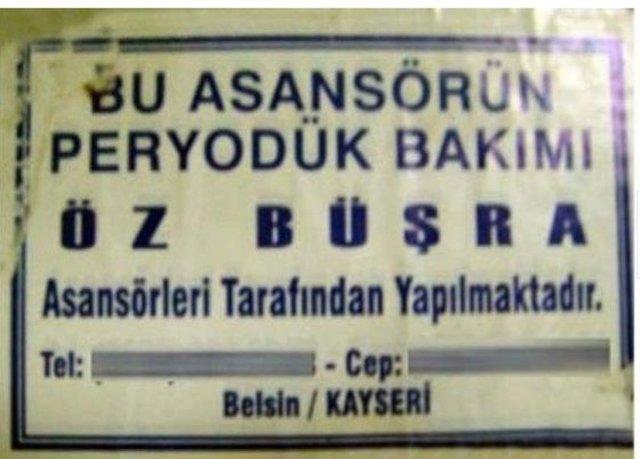 BU ASANSÖRÜN
PERYODÜK BAKIMI
ÖZ BÜŞRA
Asansörleri Tarafından Yapılmaktadır.
Tel: - Cep:
Belsin / KAYSERİ